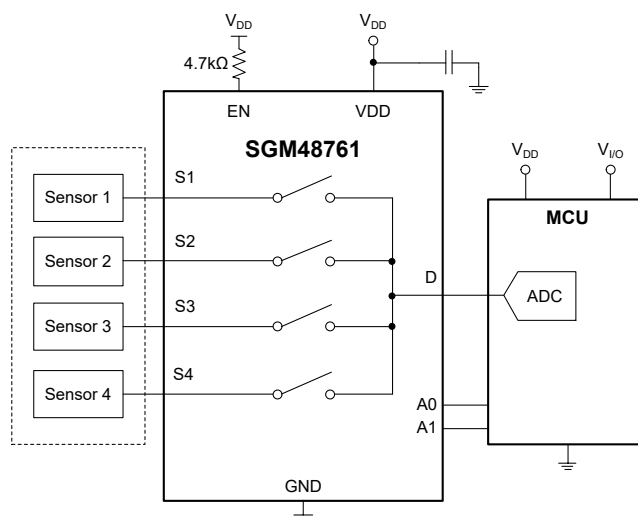 VDD
VDD
4.7kΩ
EN
VDD
SGM48761
VDD
VI/O
MCU
Sensor 1
S1
Sensor 2
S2
D
ADC
Sensor 3
S3
Sensor 4
S4
A0
A1
GND